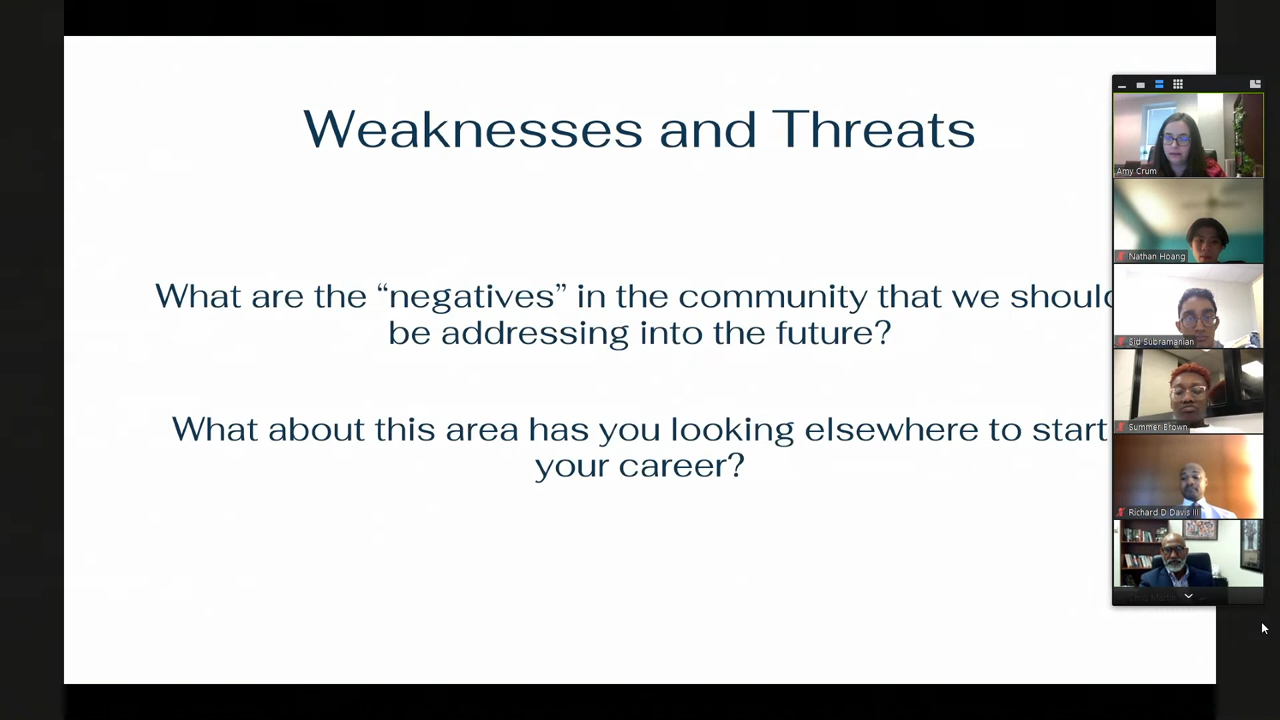 Weaknesses and Threats
What are the “negatives” in the community that we should
be addressing into the future?
What about this area has you looking elsewhere to start
your career?
Amy Crum
Nathan Hoang
Sid Subramanian
Summer Brown
Richard D Davis III